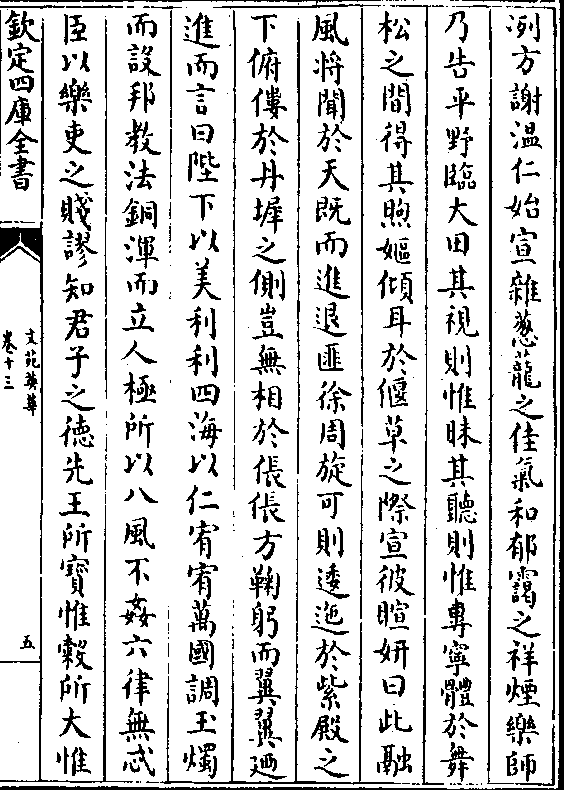 冽方謝温仁始宣雜葱蘢之佳氣和郁靄之祥煙樂師
乃告平野臨大田其視則惟昧其聽則惟專寧體於舞
松之間得其煦嫗傾耳於偃草之際宣彼暄妍曰此融
風将聞於天既而進退匪徐周旋可則逶迤於紫殿之
下俯僂於丹墀之側豈無相於倀倀方鞠躬而翼翼廼
進而言曰陛下以美利利四海以仁宥宥萬國調玉燭
而設邦教法銅渾而立人極所以八風不姦六律無忒
臣以樂吏之賤謬知君子之徳先王所寳惟糓所大惟
欽定四庫全書
文苑英華
卷十三
五